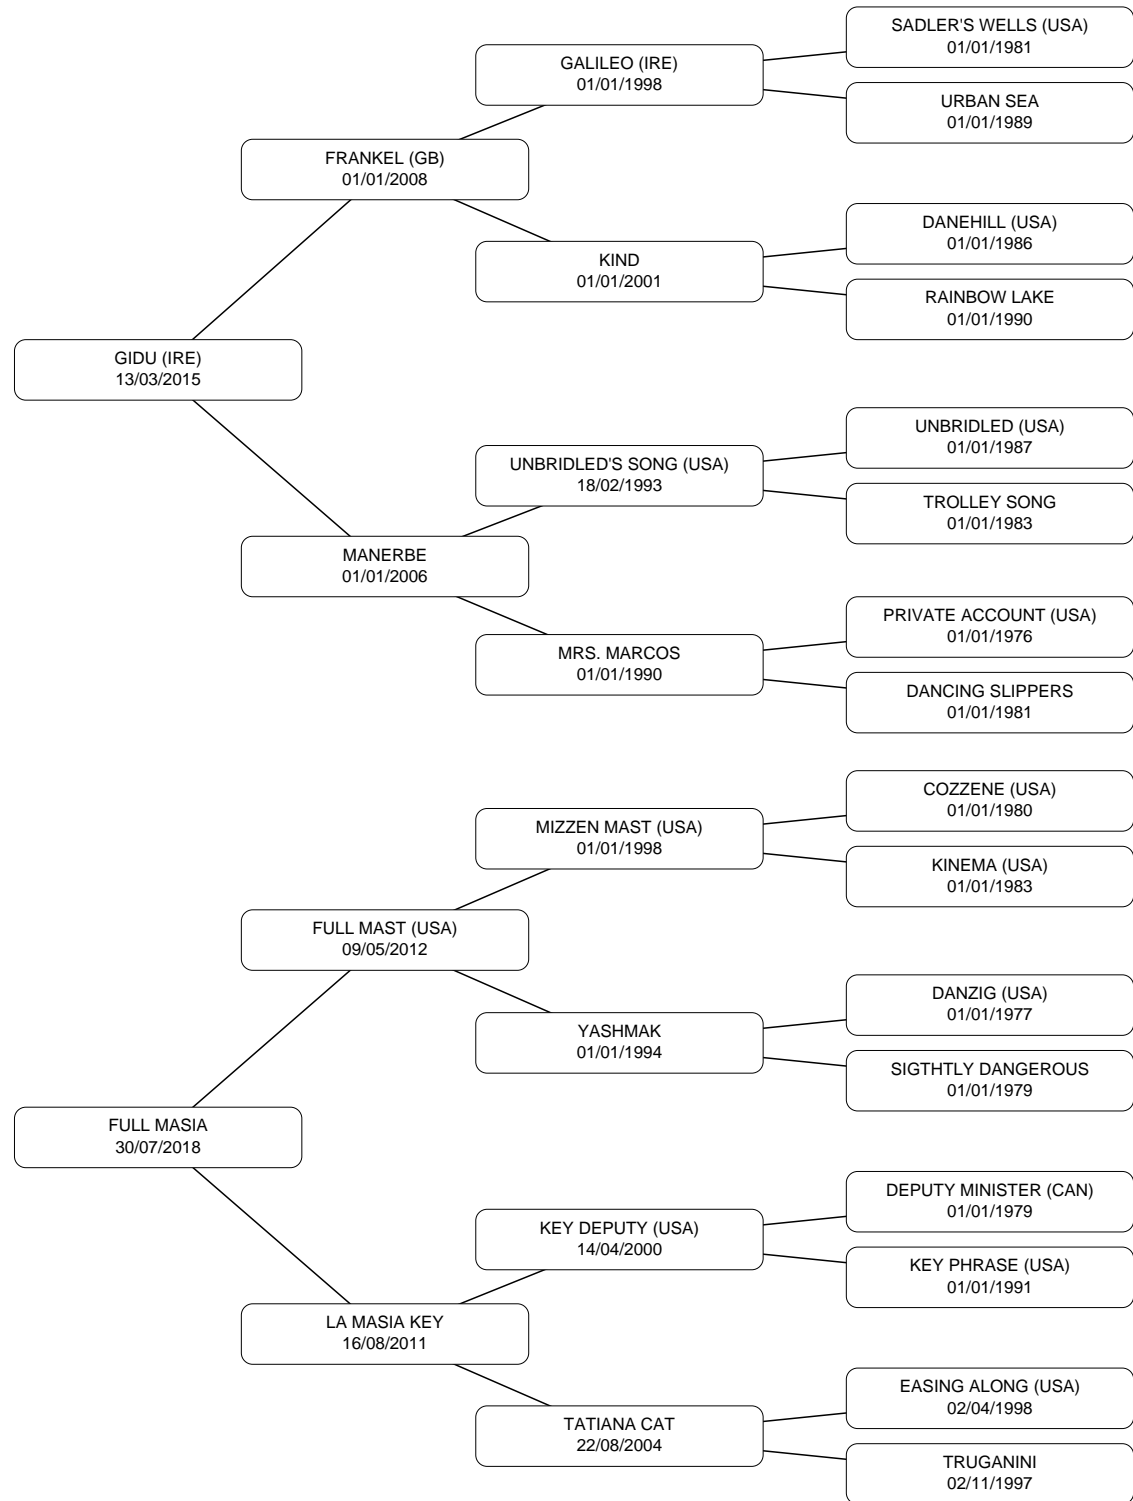 SADLER'S WELLS (USA)
01/01/1981
GALILEO (IRE)
01/01/1998
URBAN SEA
01/01/1989
FRANKEL (GB)
01/01/2008
DANEHILL (USA)
01/01/1986
KIND
01/01/2001
RAINBOW LAKE
01/01/1990
GIDU (IRE)
13/03/2015
UNBRIDLED (USA)
01/01/1987
UNBRIDLED'S SONG (USA)
18/02/1993
TROLLEY SONG
01/01/1983
MANERBE
01/01/2006
PRIVATE ACCOUNT (USA)
01/01/1976
MRS. MARCOS
01/01/1990
DANCING SLIPPERS
01/01/1981
COZZENE (USA)
01/01/1980
MIZZEN MAST (USA)
01/01/1998
KINEMA (USA)
01/01/1983
FULL MAST (USA)
09/05/2012
DANZIG (USA)
01/01/1977
YASHMAK
01/01/1994
SIGTHTLY DANGEROUS
01/01/1979
FULL MASIA
30/07/2018
DEPUTY MINISTER (CAN)
01/01/1979
KEY DEPUTY (USA)
14/04/2000
KEY PHRASE (USA)
01/01/1991
LA MASIA KEY
16/08/2011
EASING ALONG (USA)
02/04/1998
TATIANA CAT
22/08/2004
TRUGANINI
02/11/1997